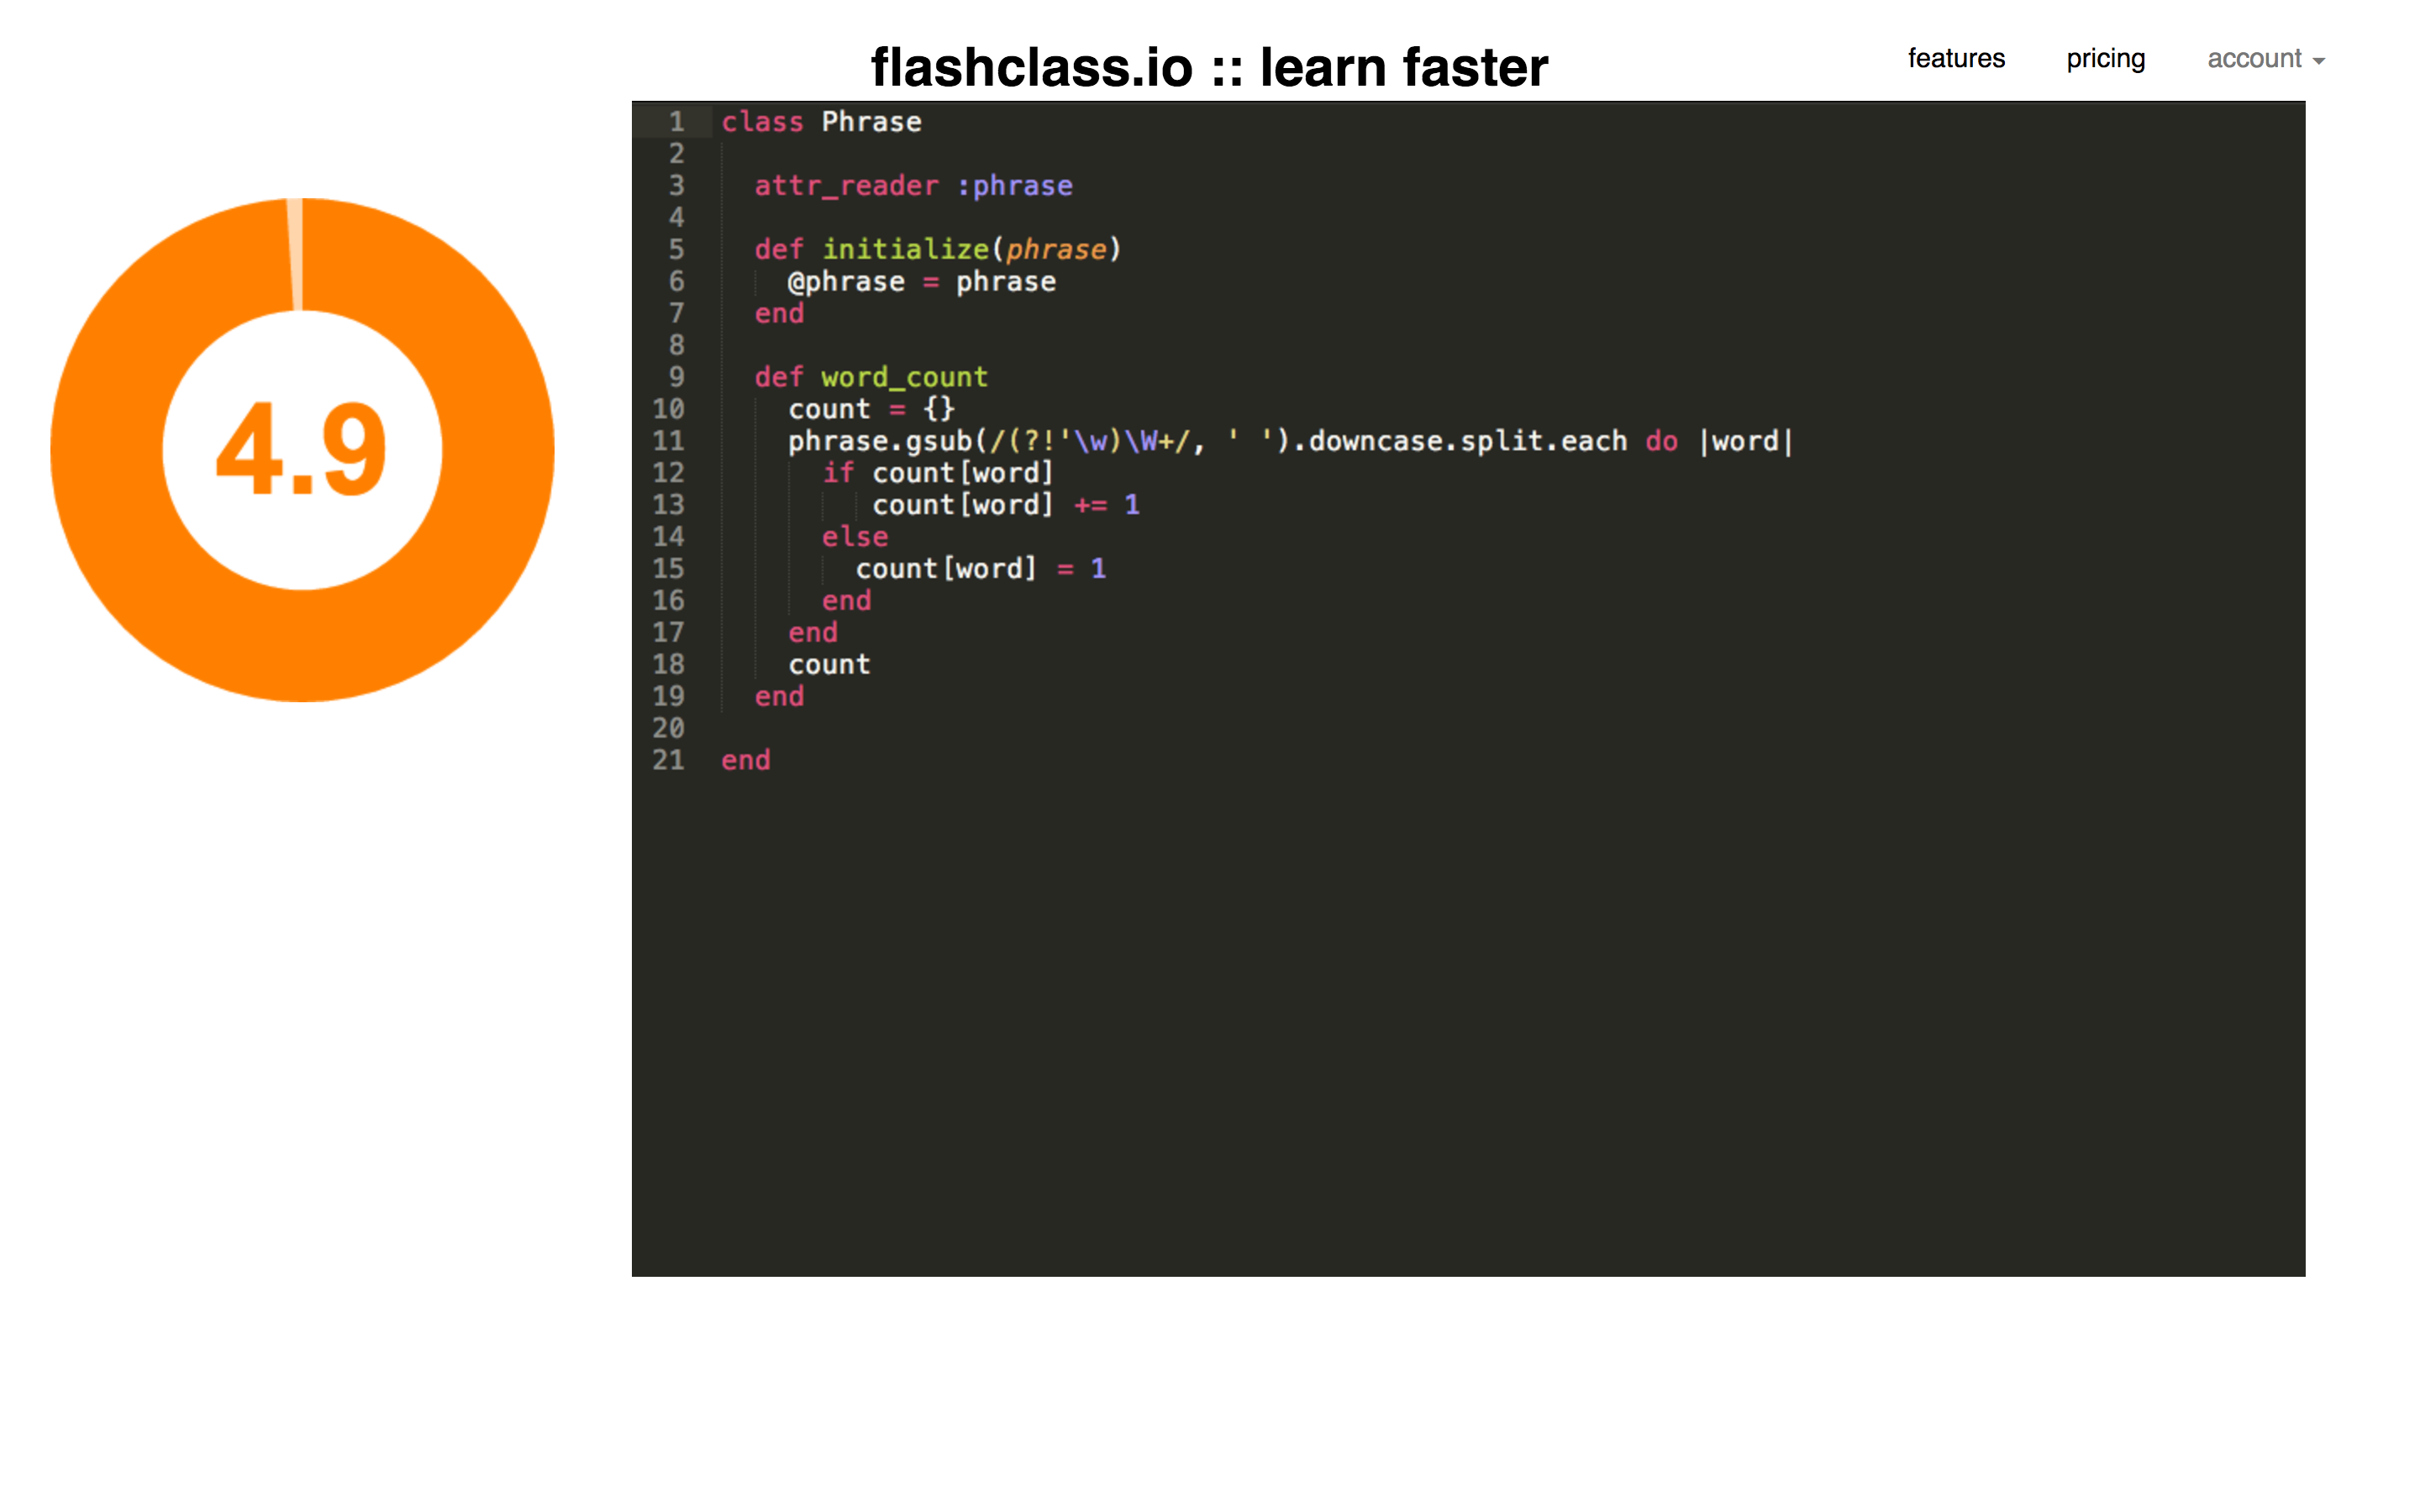 flashclass.io :: learn faster
features pricing account
4.9
1 class Phrase
2
3   attr_reader :phrase
4
5   def initialize(phrase)
6     @phrase = phrase
7   end
8
9   def word_count
10     count = {}
11     phrase.gsub(/(?!'\w)\W+/, ' ').downcase.split.each do |word|
12       if count[word]
13          count[word] += 1
14       else
15         count[word] = 1
16       end
17     end
18     count
19   end
20
21 end